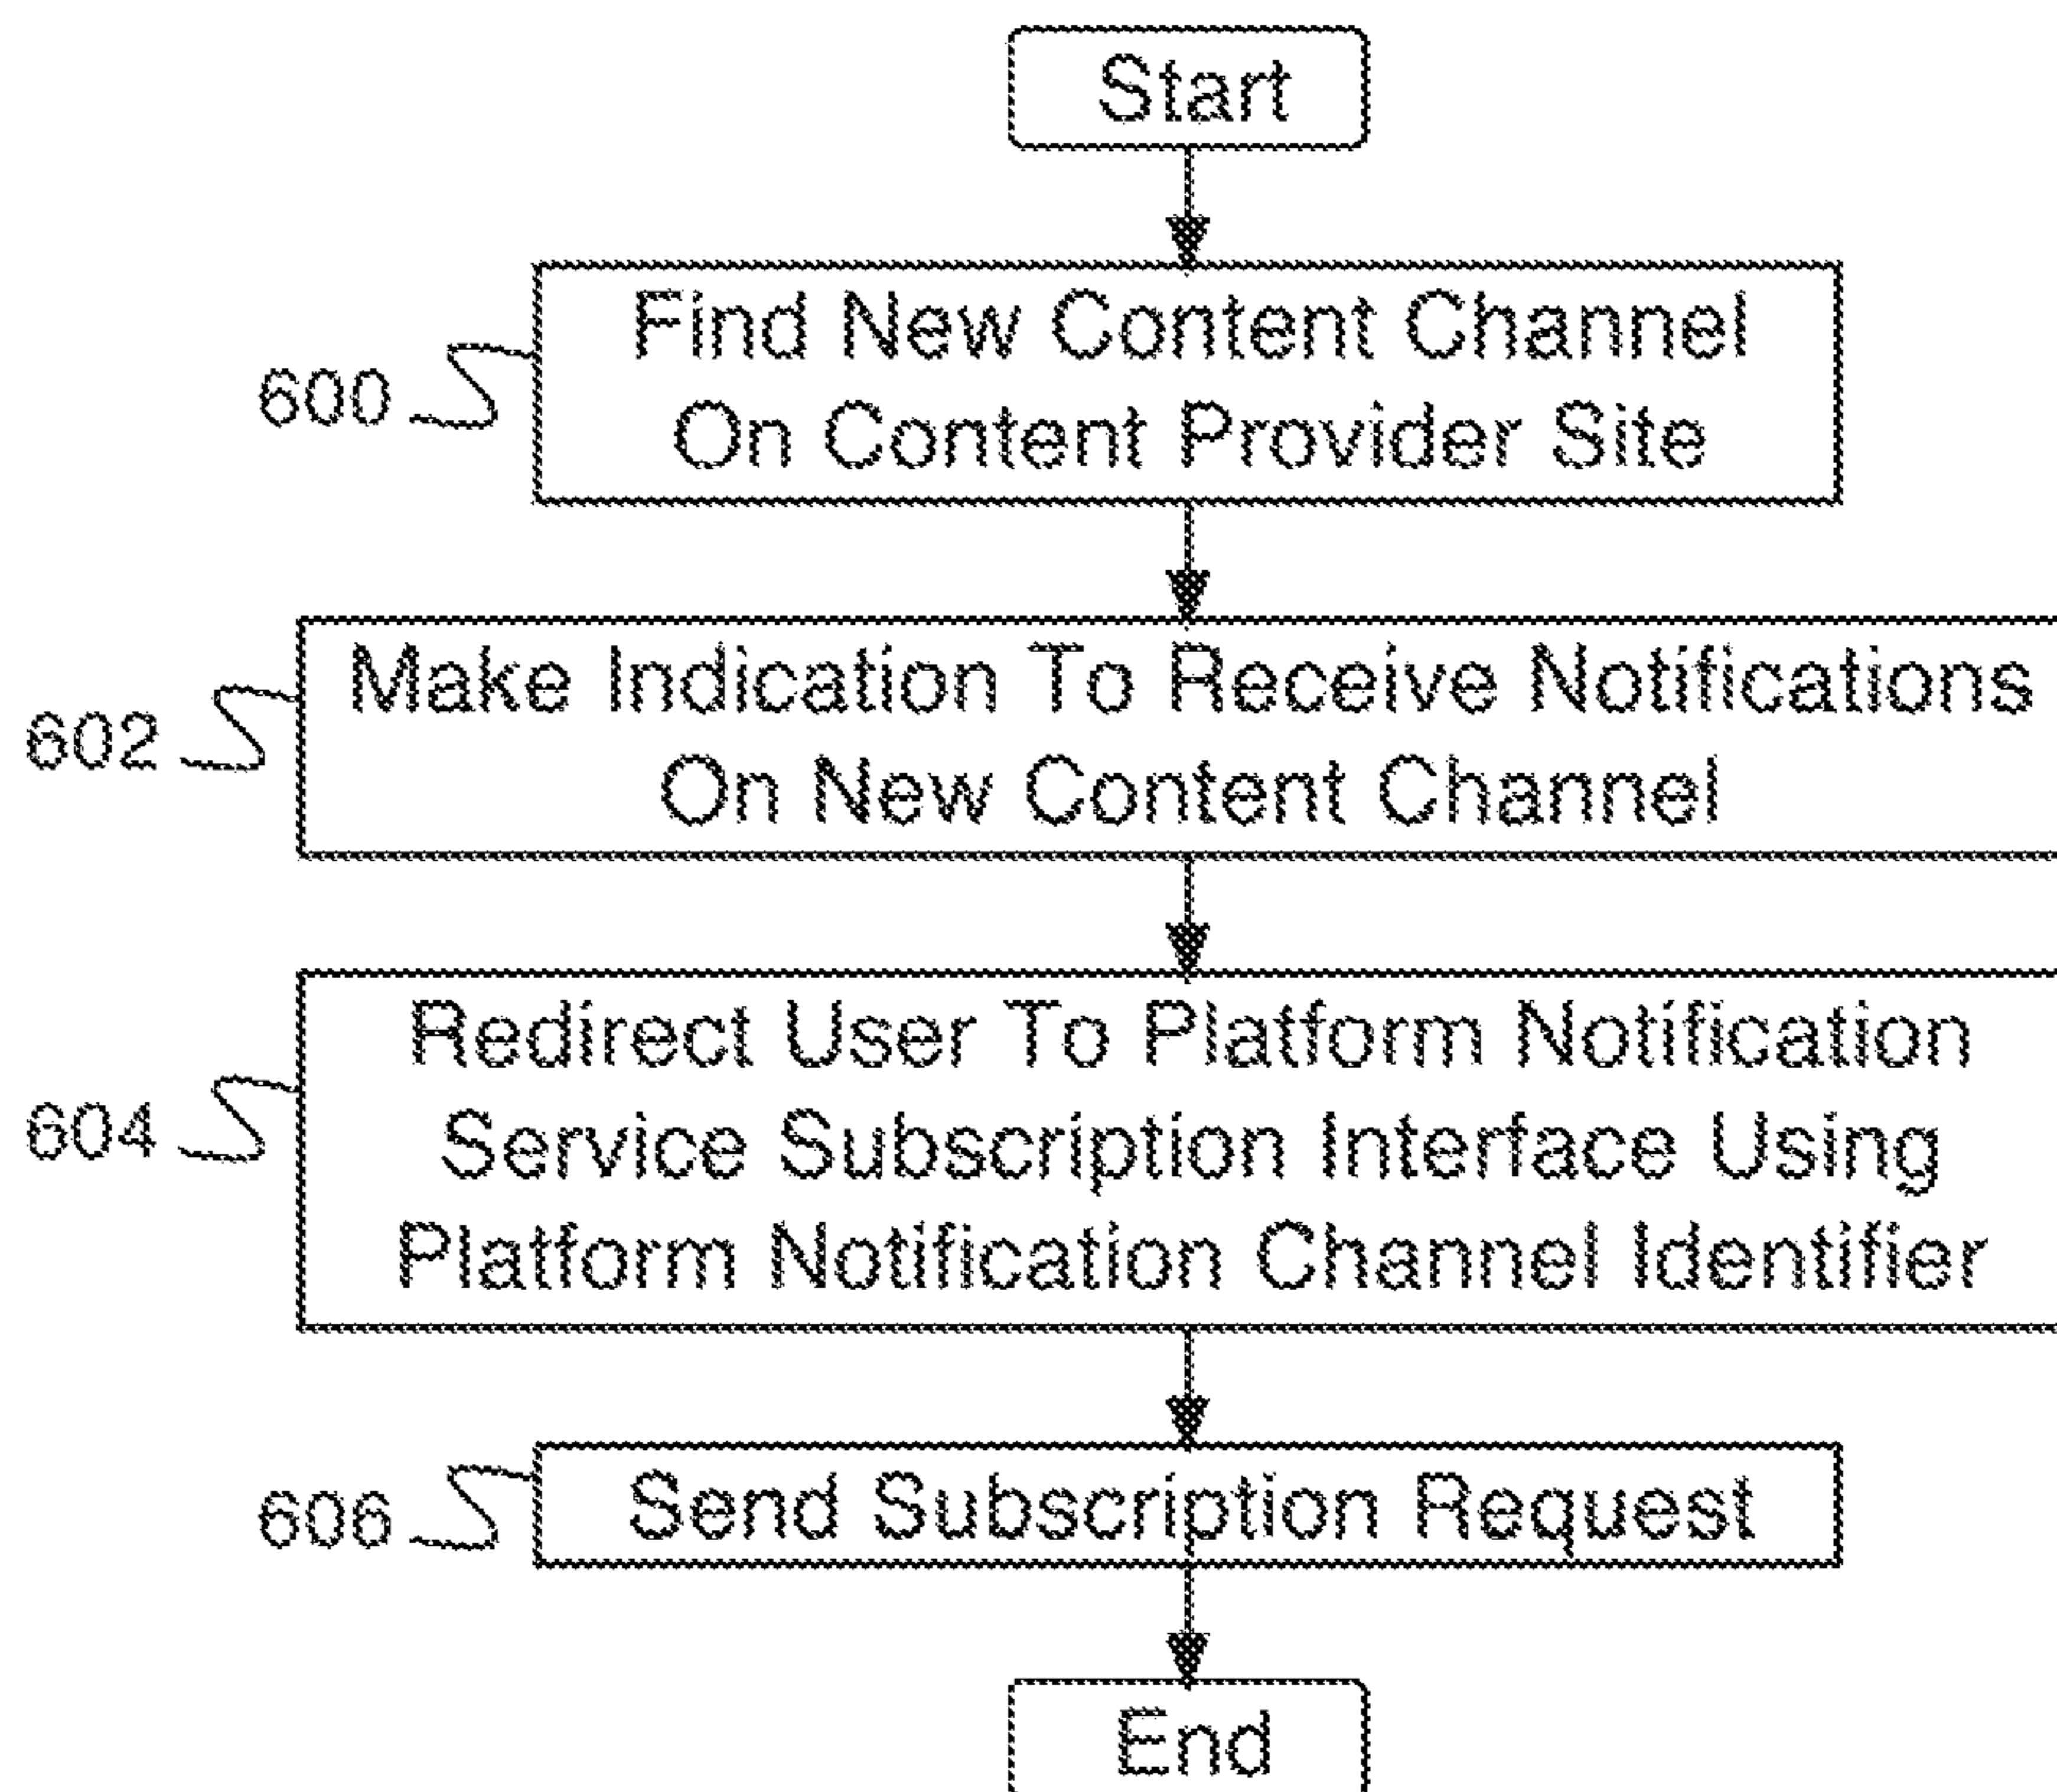 Start
Find New Content Channel
On Content Provider Site
600
Make Indication To Receive Notifications
On New Content Channel
602
Redirect User To Platform Notification
Service Subscription Interface Using
Platform Notification Channel Identifier
604
Send Subscription Request
606
End